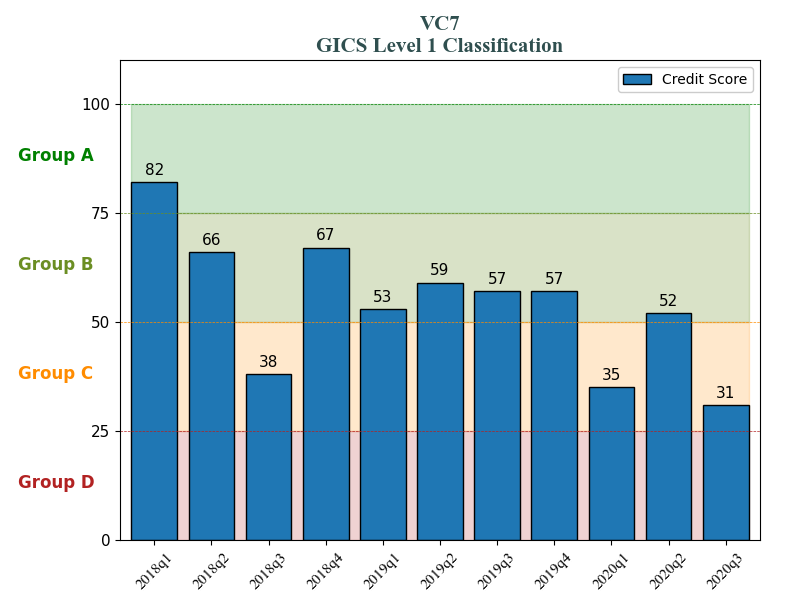 VC7
GICS Level 1 Classification
Credit Score
100
Group A
82
75
67
66
Group B
59
57
57
53
52
50
38
Group C
35
31
25
Group D
0
2018q1
2018q2
2018q3
2018q4
2019q1
2019q2
2019q3
2019q4
2020q1
2020q2
2020q3